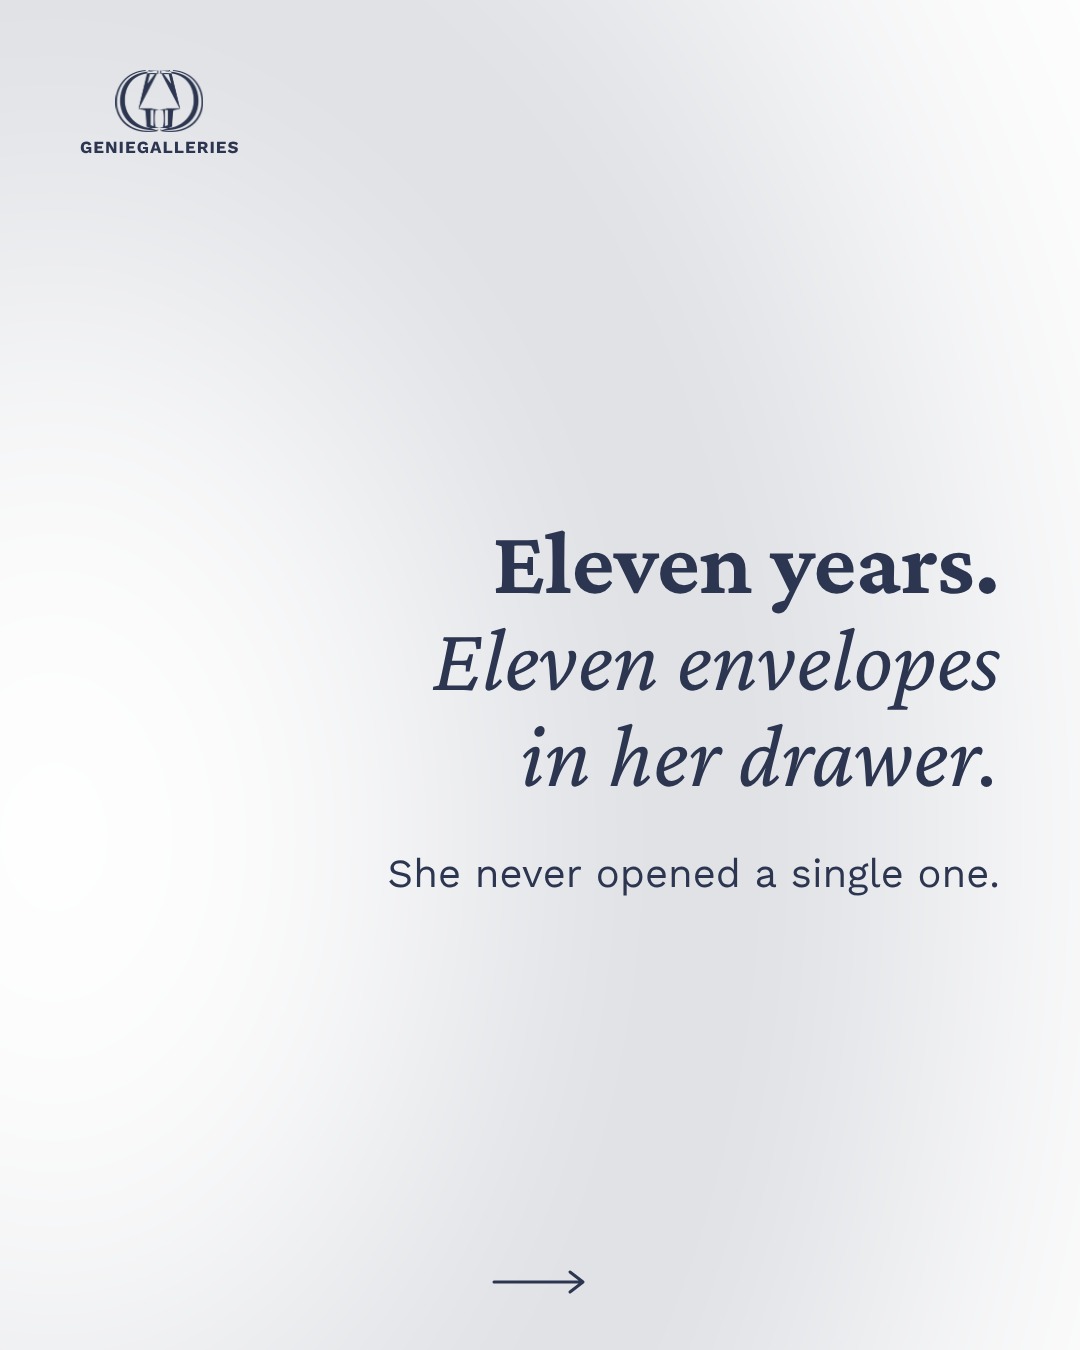 GENIEGALLERIES
Eleven years.
Eleven envelopes
in her drawer.
She never opened a single one.